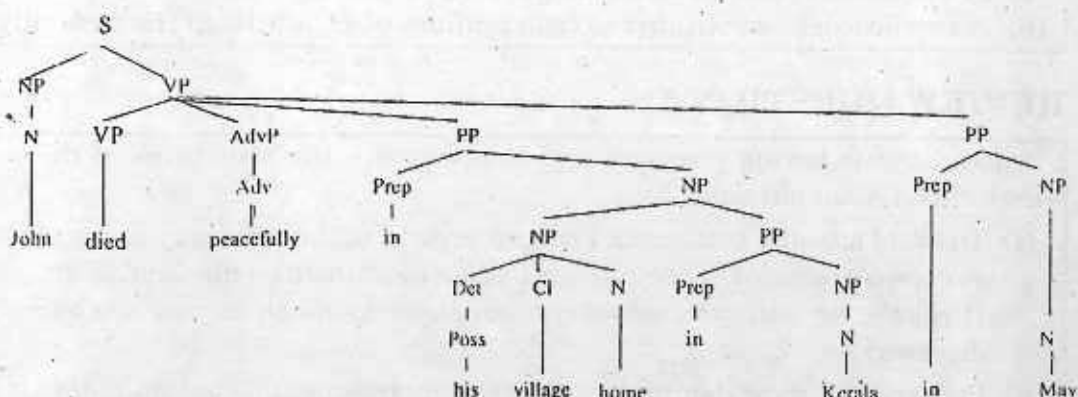 S
NP VP
N VP AdvP PP PP
Adv Prep NP Prep NP
John died peacefully in NP PP in
Det Cl N Prep NP
Poss in N N
his village home Kerala in May